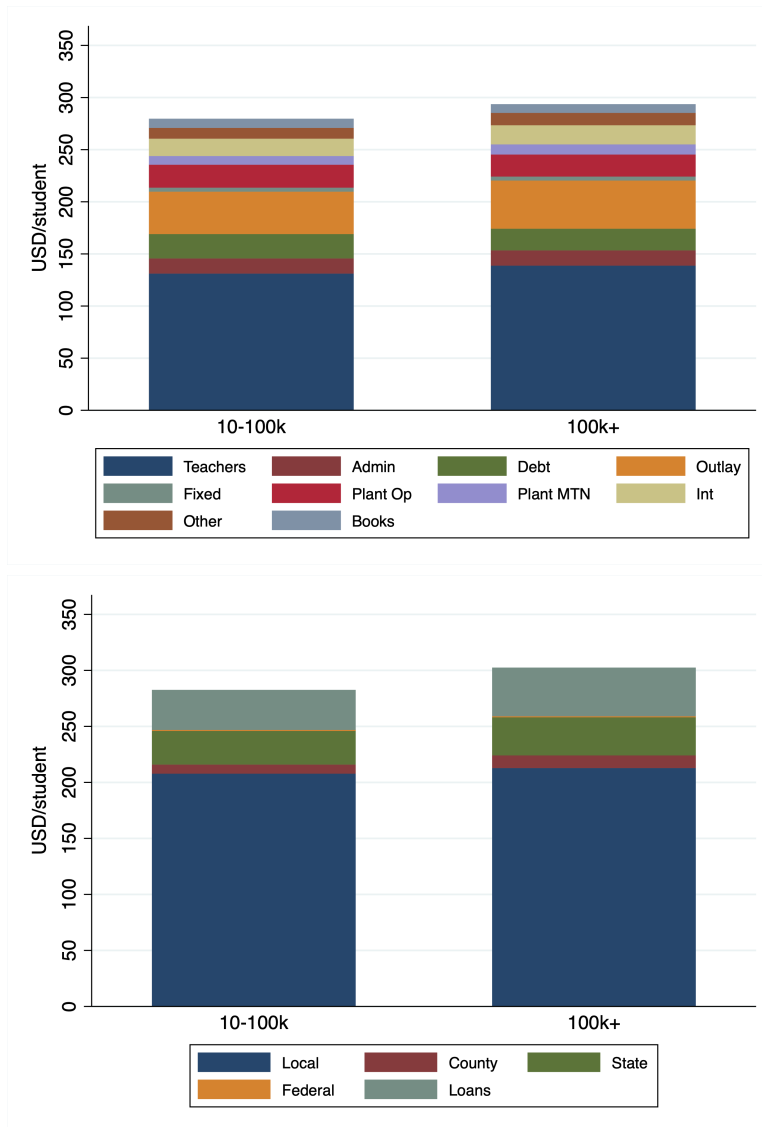 350
300
250
200
150
100
50
0
USD/student
10-100k 100k+
Teachers Admin Debt Outlay
Fixed Plant Op Plant MTN Int
Other Books
350
300
250
200
150
100
50
0
USD/student
10-100k 100k+
Local County State
Federal Loans